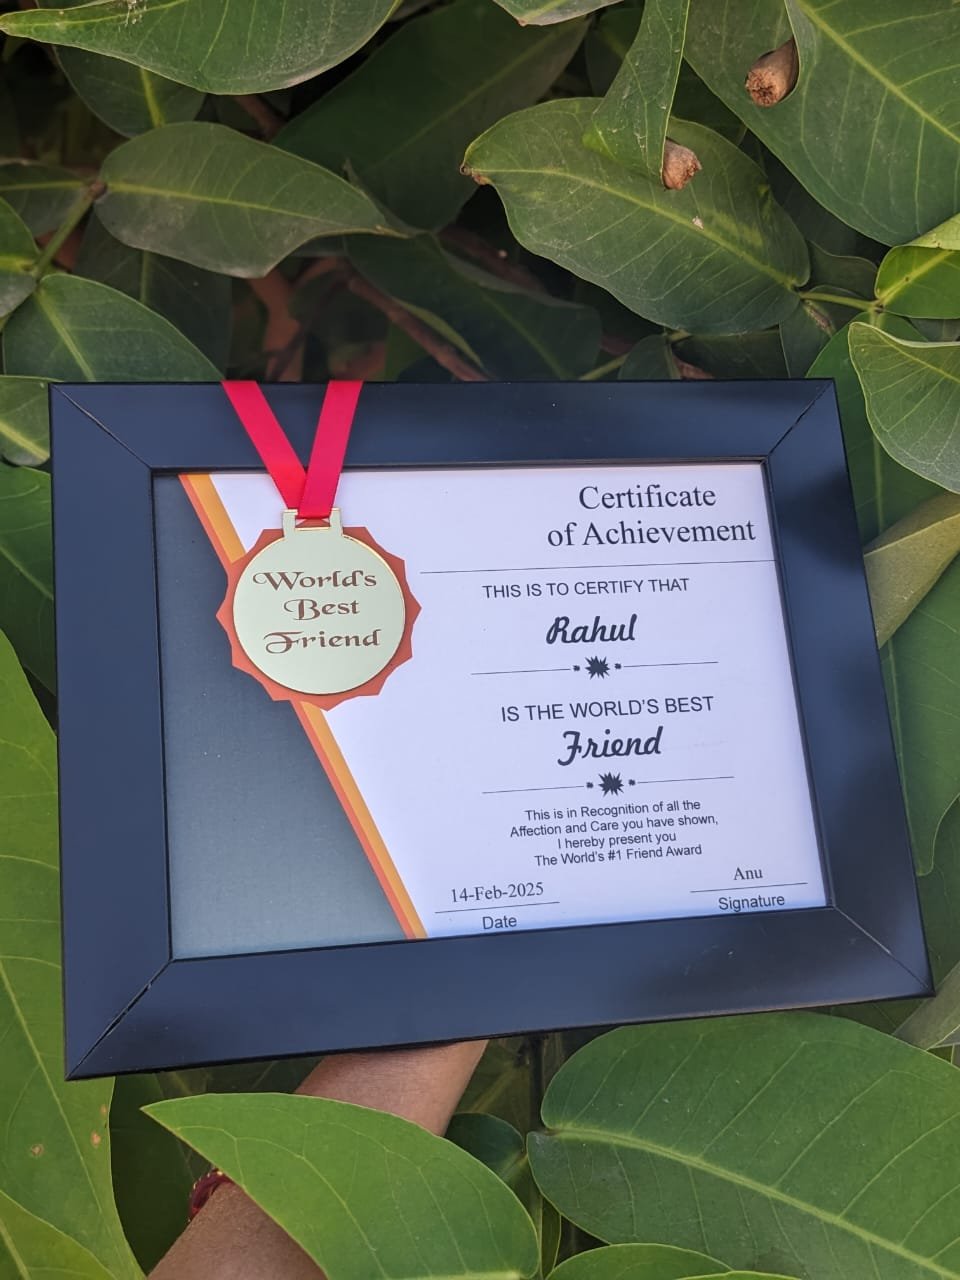 World's
Best
Friend
Certificate
of Achievement
THIS IS TO CERTIFY THAT
Rahul
IS THE WORLD'S BEST
Friend
This is in Recognition of all the
Affection and Care you have shown,
I hereby present you
The World's #1 Friend Award
14-Feb-2025
Date
Anu
Signature